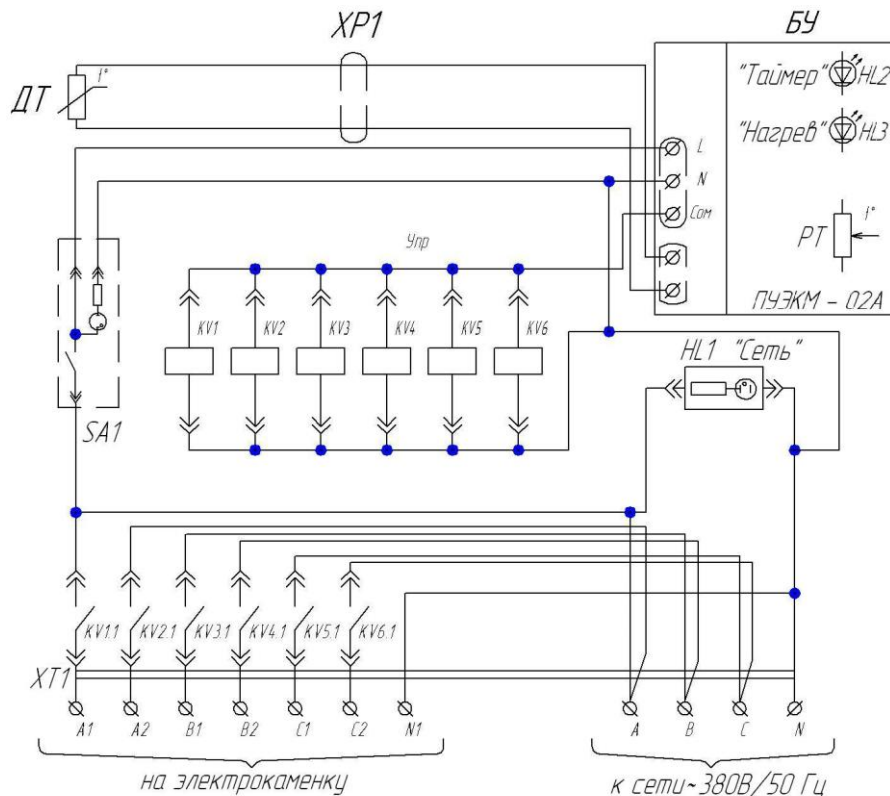 XP1
БУ
ДТ
t°
"Таймер"
HL2
"Нагрев"
HL3
L
N
Com
РТ
t°
ПУЭКМ - 02А
Упр
KV1
KV2
KV3
KV4
KV5
KV6
HL1 "Сеть"
SA1
KV1.1
KV2.1
KV3.1
KV4.1
KV5.1
KV6.1
XT1
A1
A2
B1
B2
C1
C2
N1
A
B
C
N
на электрокаменку
к сети~380В/50 Гц